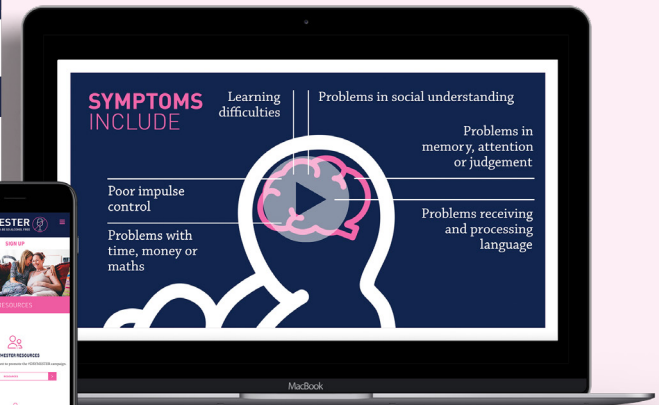 SYMPTOMS
INCLUDE
Learning
difficulties
Problems in social understanding
Problems in
memory, attention
or judgement
Poor impulse
control
Problems receiving
and processing
language
Problems with
time, money or
maths
MacBook
SIGN UP
RESOURCES